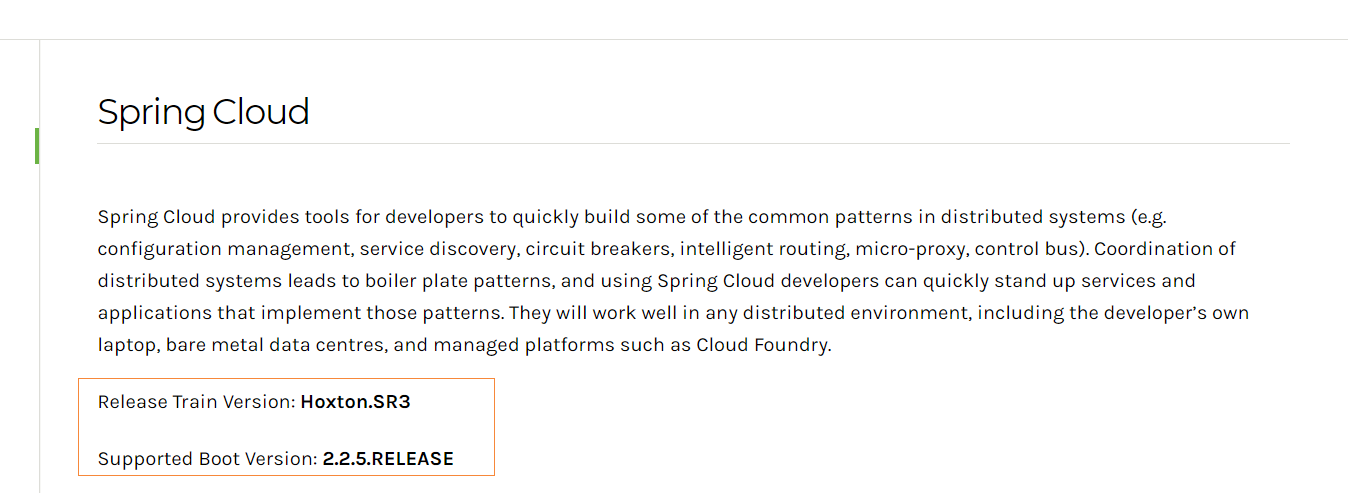 Spring Cloud
Spring Cloud provides tools for developers to quickly build some of the common patterns in distributed systems (e.g.
configuration management, service discovery, circuit breakers, intelligent routing, micro-proxy, control bus). Coordination of
distributed systems leads to boiler plate patterns, and using Spring Cloud developers can quickly stand up services and
applications that implement those patterns. They will work well in any distributed environment, including the developer’s own
laptop, bare metal data centres, and managed platforms such as Cloud Foundry.
Release Train Version: Hoxton.SR3
Supported Boot Version: 2.2.5.RELEASE